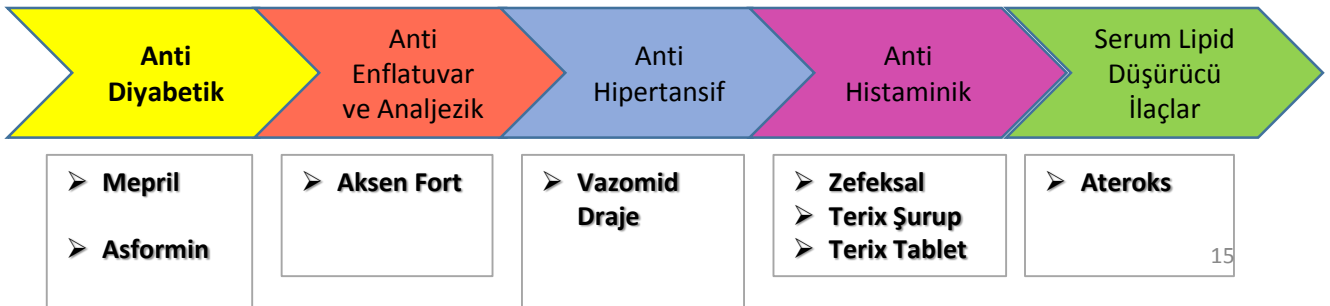 Anti
Diyabetik
Anti
Enflatuvar
ve Analjezik
Anti
Hipertansif
Anti
Histaminik
Serum Lipid
Düşürücü
İlaçlar
➢ Mepril
➢ Asformin
➢ Aksen Fort
➢ Vazomid
Draje
➢ Zefeksal
➢ Terix Şurup
➢ Terix Tablet
➢ Ateroks
15